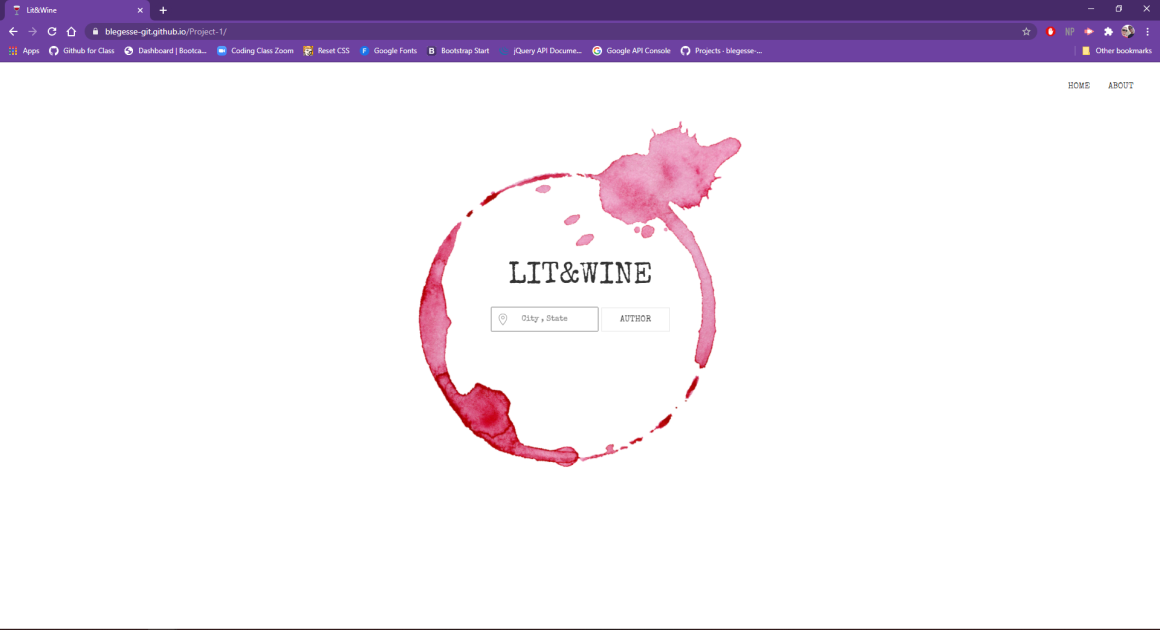 Lit&Wine
blegesse-git.github.io/Project-1/
NP
Apps Github for Class Dashboard | Bootca... Coding Class Zoom Reset CSS F Google Fonts B Bootstrap Start jQuery API Docume... Google API Console Projects - blegesse-... Other bookmarks
HOME ABOUT
LIT&WINE
City , State AUTHOR